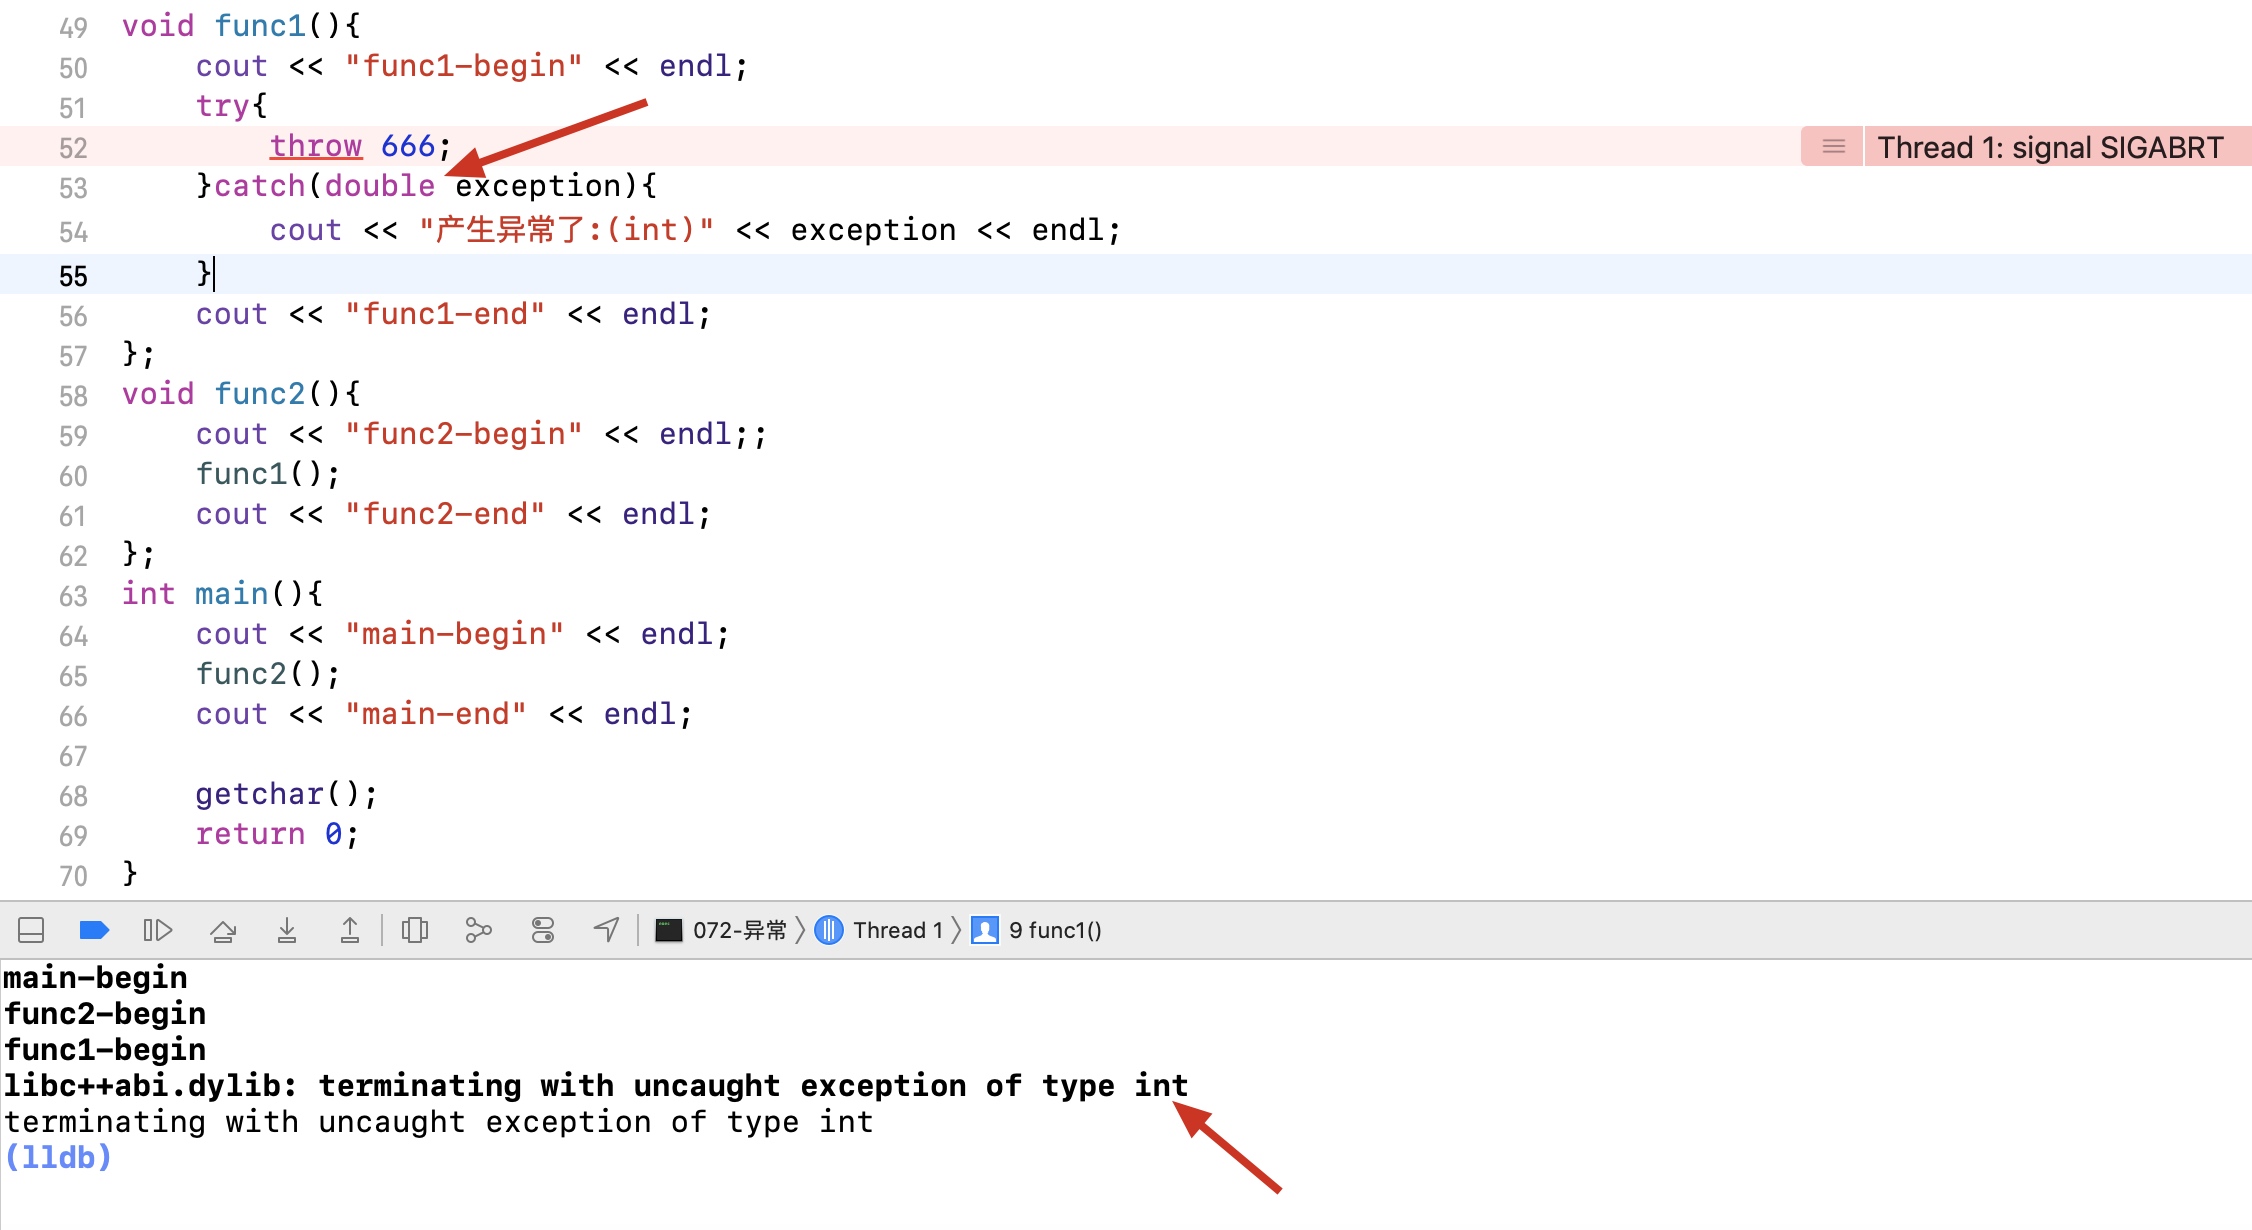 49 void func1(){
50     cout << "func1-begin" << endl;
51     try{
52         throw 666;    Thread 1: signal SIGABRT
53     }catch(double exception){
54         cout << "产生异常了:(int)" << exception << endl;
55     }
56     cout << "func1-end" << endl;
57 };
58 void func2(){
59     cout << "func2-begin" << endl;;
60     func1();
61     cout << "func2-end" << endl;
62 };
63 int main(){
64     cout << "main-begin" << endl;
65     func2();
66     cout << "main-end" << endl;
67
68     getchar();
69     return 0;
70 }
072-异常 〉 Thread 1 〉 9 func1()
main-begin
func2-begin
func1-begin
libc++abi.dylib: terminating with uncaught exception of type int
terminating with uncaught exception of type int
(lldb)